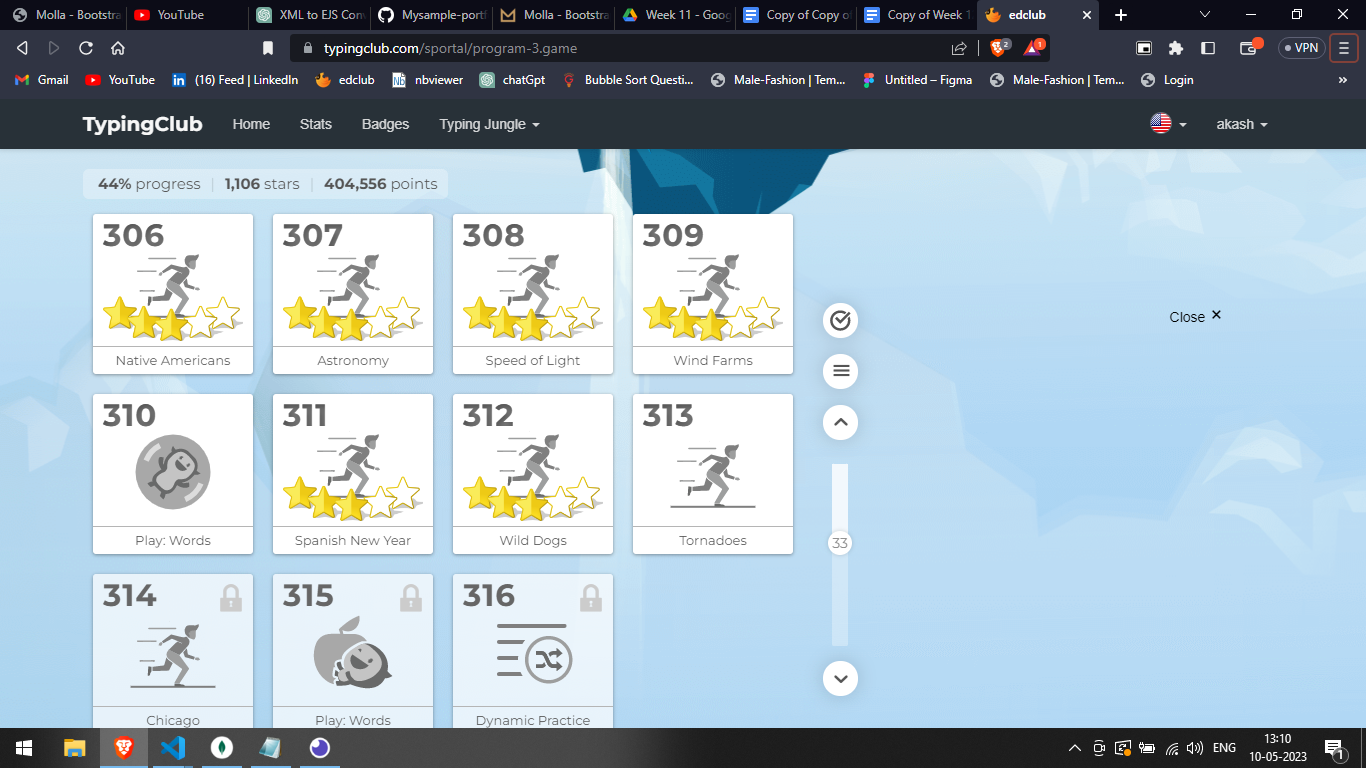 Molla - Bootstra
YouTube
XML to EJS Con
Mysample-portf
Molla - Bootstra
Week 11 - Goog
Copy of Copy of
Copy of Week 1
edclub
typingclub.com/sportal/program-3.game
2
1
VPN
Gmail
YouTube
(16) Feed | LinkedIn
edclub
nbviewer
chatGpt
Bubble Sort Questi...
Male-Fashion | Tem...
Untitled – Figma
Male-Fashion | Tem...
Login
»
TypingClub
Home
Stats
Badges
Typing Jungle
akash
44% progress | 1,106 stars | 404,556 points
306
307
308
309
Native Americans
Astronomy
Speed of Light
Wind Farms
Close ×
310
311
312
313
Play: Words
Spanish New Year
Wild Dogs
Tornadoes
33
314
315
316
Chicago
Play: Words
Dynamic Practice
ENG
13:10
10-05-2023
1